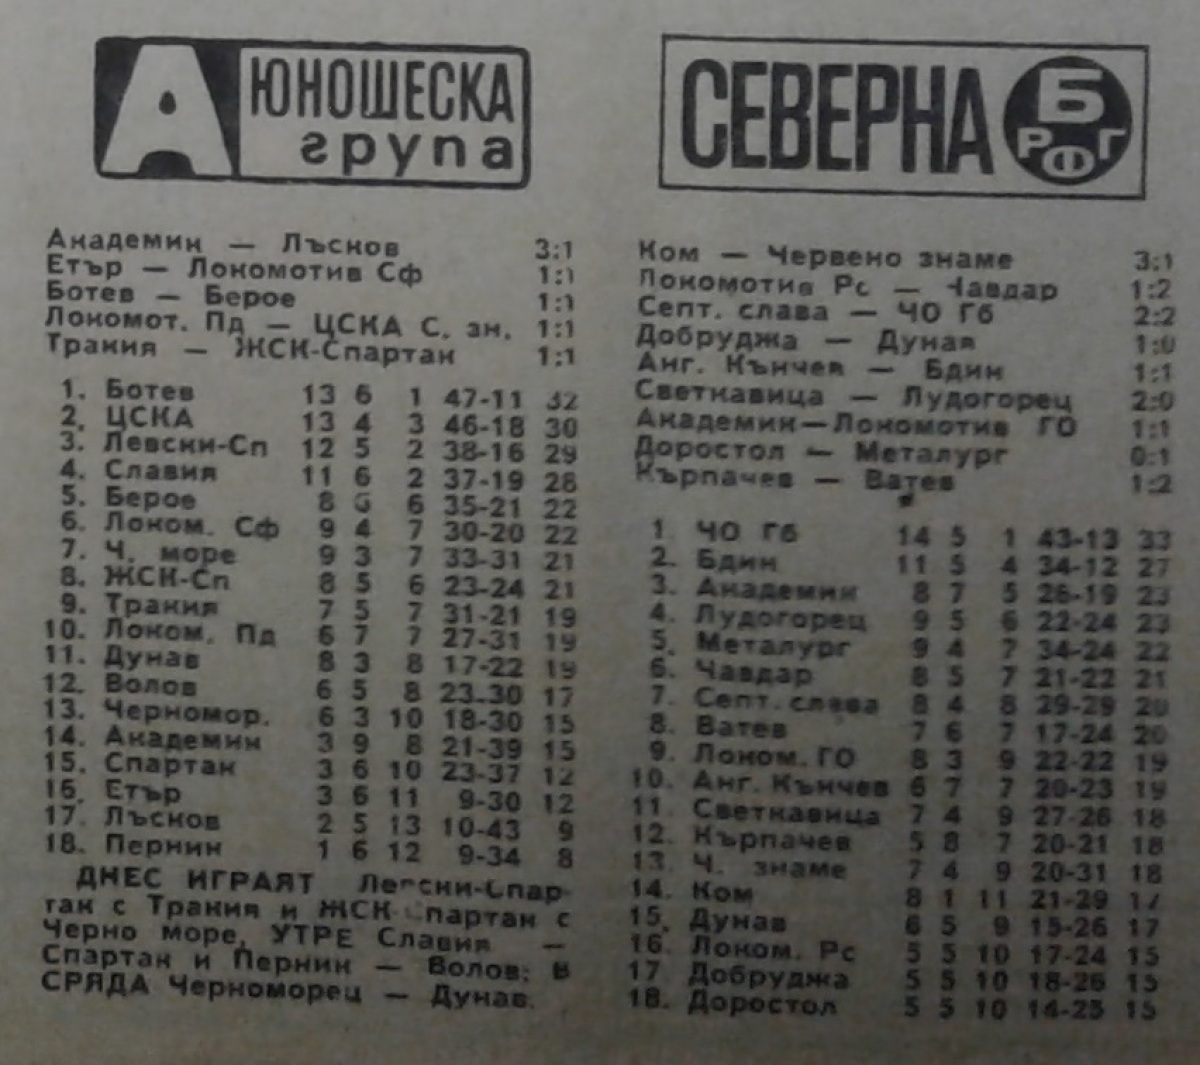 А ЮНОШЕСКА
група
Академик — Лъсков 3:1
Етър — Локомотив Сф 1:1
Ботев — Берое 1:1
Локомот. Пд — ЦСКА С. зн. 1:1
Тракия — ЖСК-Спартак 1:1
1. Ботев 13 6 1 47-11 32
2. ЦСКА 13 4 3 46-18 30
3. Левски-Сп 12 5 2 38-16 29
4. Славия 11 6 2 37-19 28
5. Берое 8 6 6 35-21 22
6. Локом. Сф 9 4 7 30-20 22
7. Ч. море 9 3 7 33-31 21
8. ЖСК-Сп 8 5 6 23-24 21
9. Тракия 7 5 7 31-21 19
10. Локом. Пд 6 7 7 27-31 19
11. Дунав 8 3 8 17-22 19
12. Волов 6 5 8 23-30 17
13. Черномор. 6 3 10 18-30 15
14. Академик 3 9 8 21-39 15
15. Спартак 3 6 10 23-37 12
16. Етър 3 6 11 9-30 12
17. Лъсков 2 5 13 10-43 9
18. Перник 1 6 12 9-34 8
ДНЕС ИГРАЯТ Левски-Спар-
так с Тракия и ЖСК-Спартак с
Черно море, УТРЕ Славия —
Спартак и Перник — Волов; в
СРЯДА Черноморец — Дунав.
СЕВЕРНА Б РФГ
Ком — Червено знаме 3:1
Локомотив Рс — Чавдар 1:2
Септ. слава — ЧО Гб 2:2
Добруджа — Дунав 1:0
Анг. Кънчев — Бдин 1:1
Светкавица — Лудогорец 2:0
Академик—Локомотив ГО 1:1
Доростол — Металург 0:1
Кърпачев — Ватев 1:2
1. ЧО Гб 14 5 1 43-13 33
2. Бдин 11 5 4 34-12 27
3. Академик 8 7 5 26-19 23
4. Лудогорец 9 5 6 22-24 23
5. Металург 9 4 7 34-24 22
6. Чавдар 8 5 7 21-22 21
7. Септ. слава 8 4 8 29-29 20
8. Ватев 7 6 7 17-24 20
9. Локом. ГО 8 3 9 22-22 19
10. Анг. Кънчев 6 7 7 20-23 19
11. Светкавица 7 4 9 27-26 18
12. Кърпачев 5 8 7 20-21 18
13. Ч. знаме 7 4 9 20-31 18
14. Ком 8 1 11 21-29 17
15. Дунав 6 5 9 15-26 17
16. Локом. Рс 5 5 10 17-24 15
17 Добруджа 5 5 10 18-26 15
18. Доростол 5 5 10 14-25 15